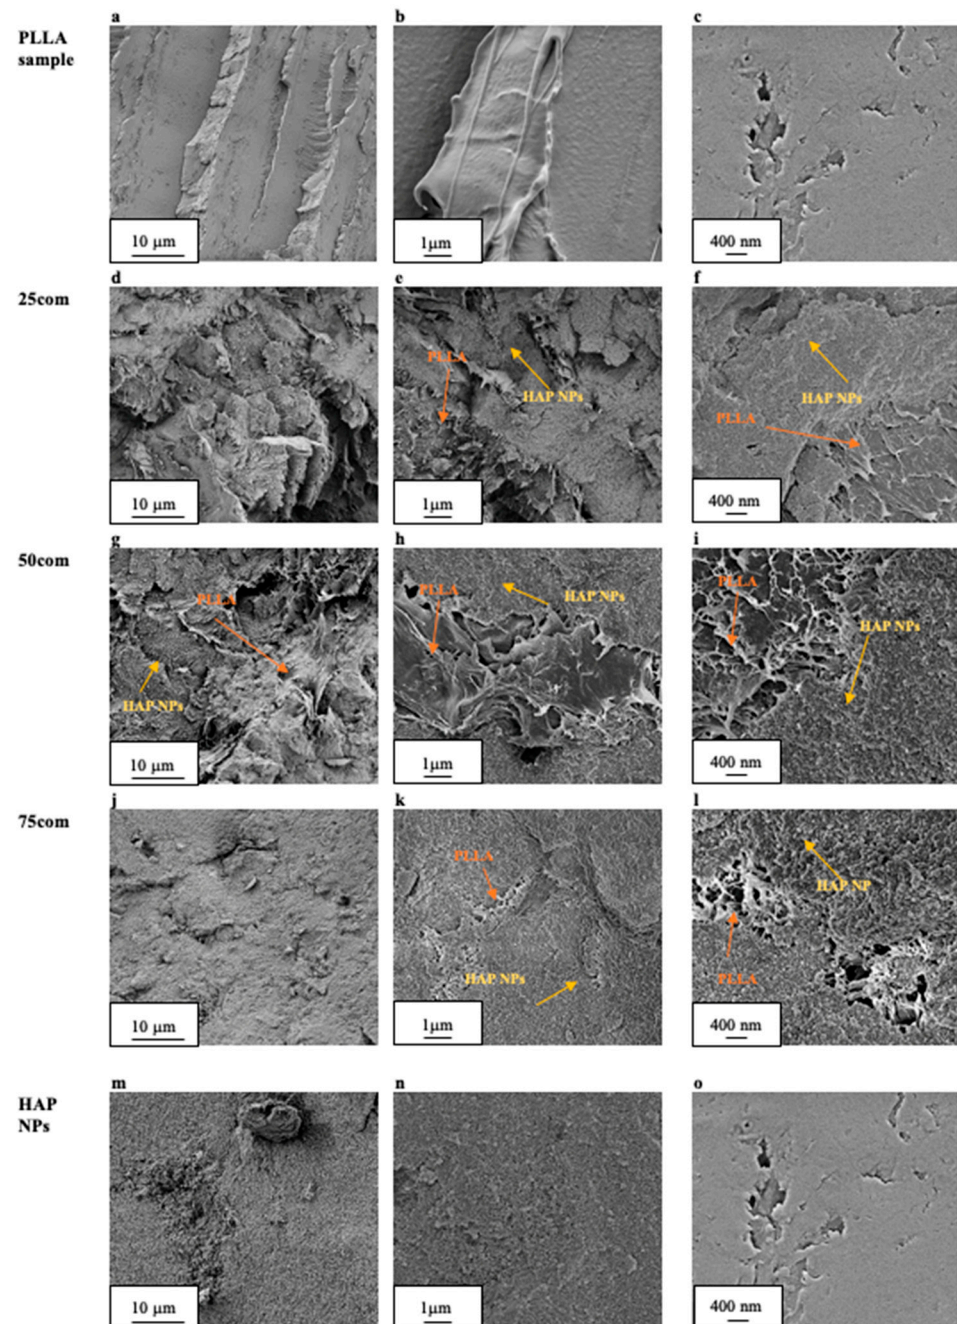 a b c
PLLA
sample
10 μm 1μm 400 nm
d e f
25com
PLLA HAP NPs HAP NPs
PLLA
10 μm 1μm 400 nm
g h i
50com
PLLA PLLA HAP NPs PLLA HAP NPs
HAP NPs
10 μm 1μm 400 nm
j k l
75com
PLLA HAP NP
HAP NPs PLLA
10 μm 1μm 400 nm
m n o
HAP
NPs
10 μm 1μm 400 nm